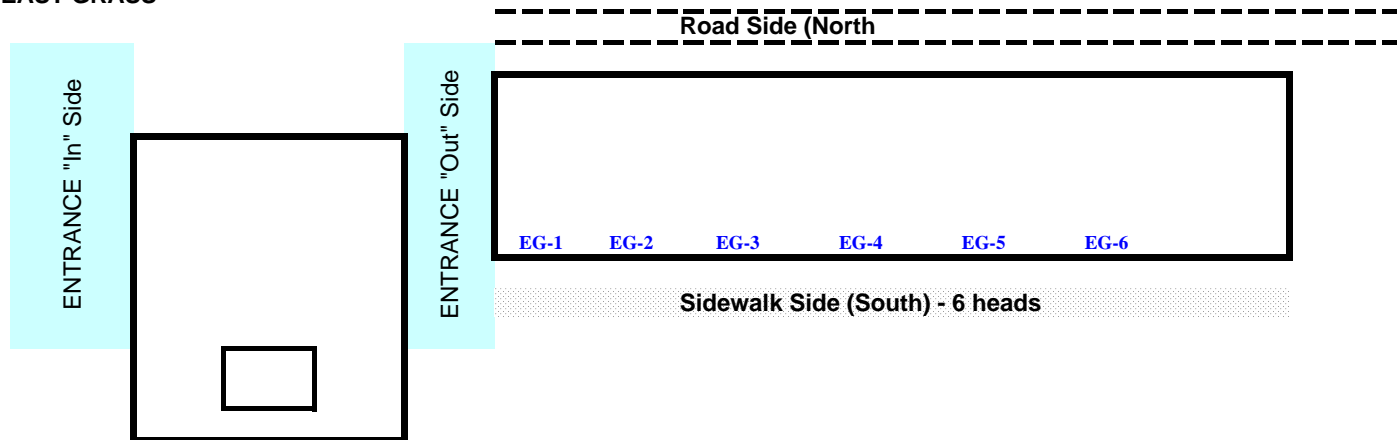 EAST GRASS
Road Side (North
ENTRANCE "In" Side
ENTRANCE "Out" Side
EG-1 EG-2 EG-3 EG-4 EG-5 EG-6
Sidewalk Side (South) - 6 heads